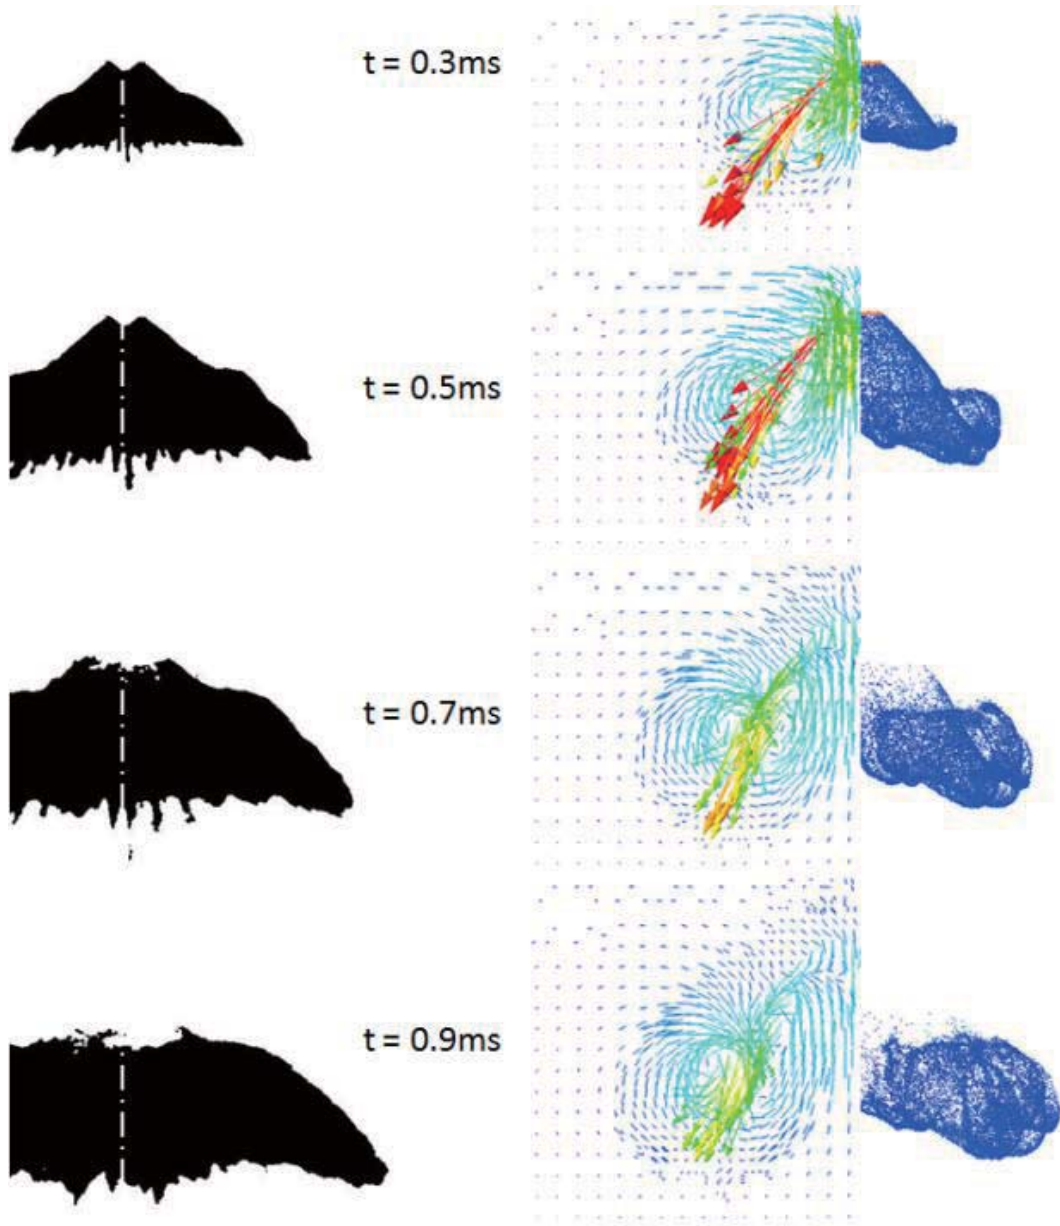 t = 0.3ms
t = 0.5ms
t = 0.7ms
t = 0.9ms